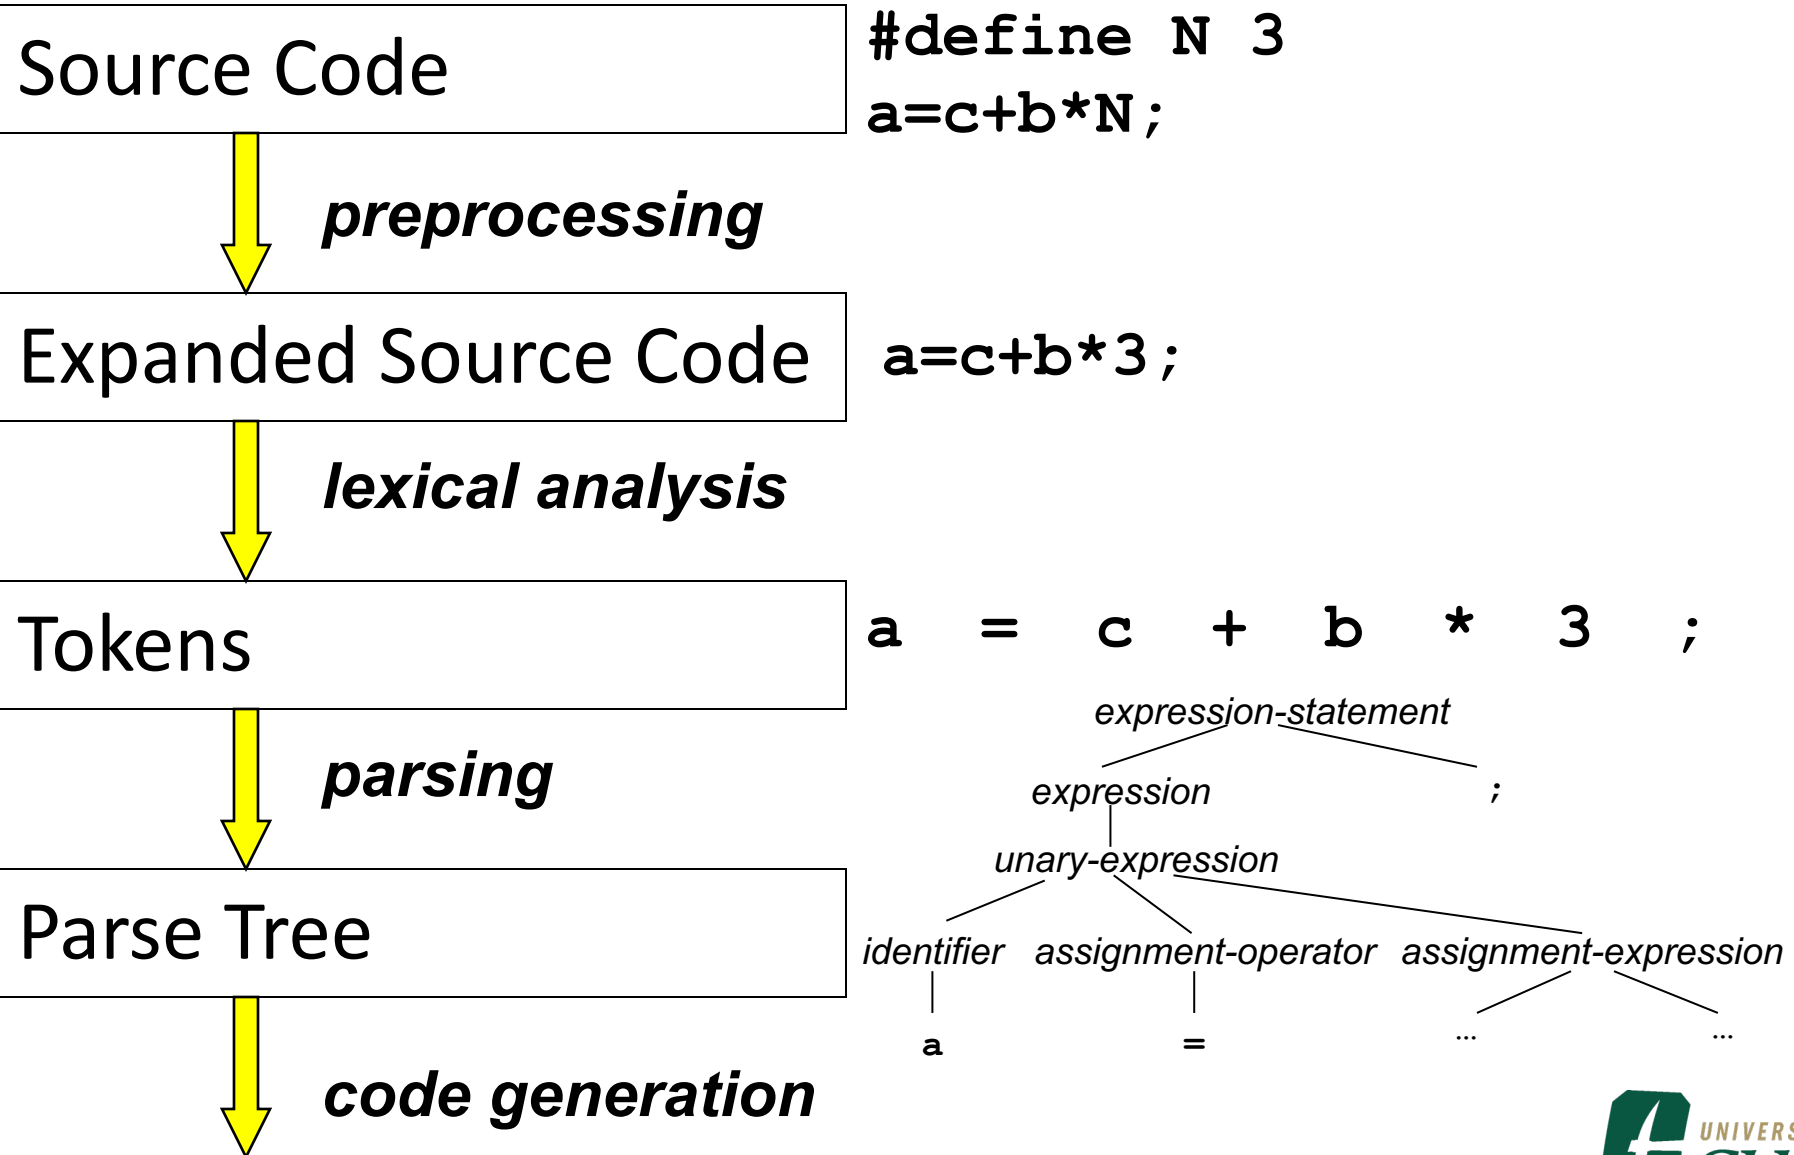 Source Code
#define N 3
a=c+b*N;
preprocessing
Expanded Source Code
a=c+b*3;
lexical analysis
Tokens
a = c + b * 3 ;
parsing
expression-statement
expression ;
unary-expression
Parse Tree
identifier assignment-operator assignment-expression
a = … …
code generation